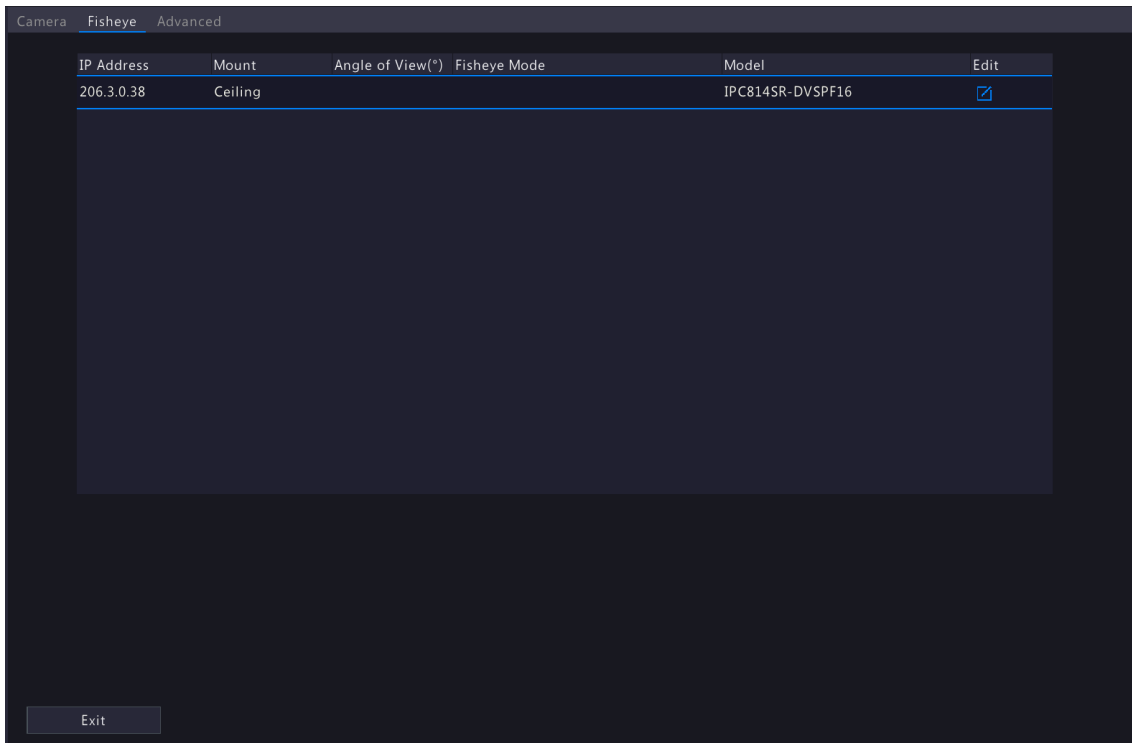 Camera Fisheye Advanced
IP Address Mount Angle of View(°) Fisheye Mode Model Edit
206.3.0.38 Ceiling IPC814SR-DVSPF16
Exit